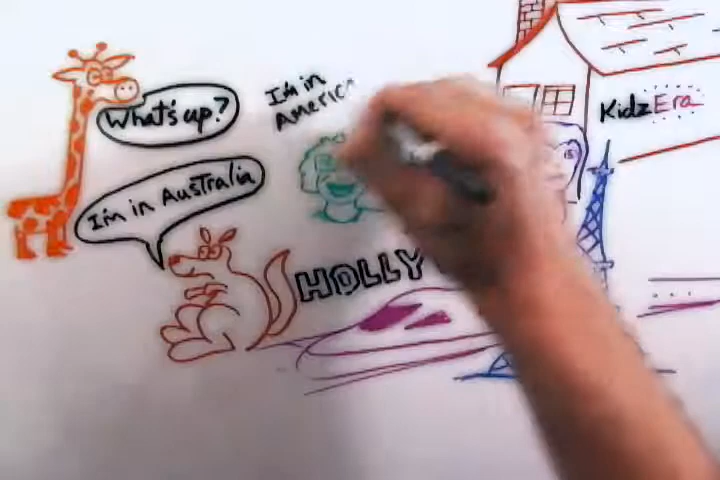 What's up?
I'm in
America
KidzEra
I'm in Australia
HOLLY